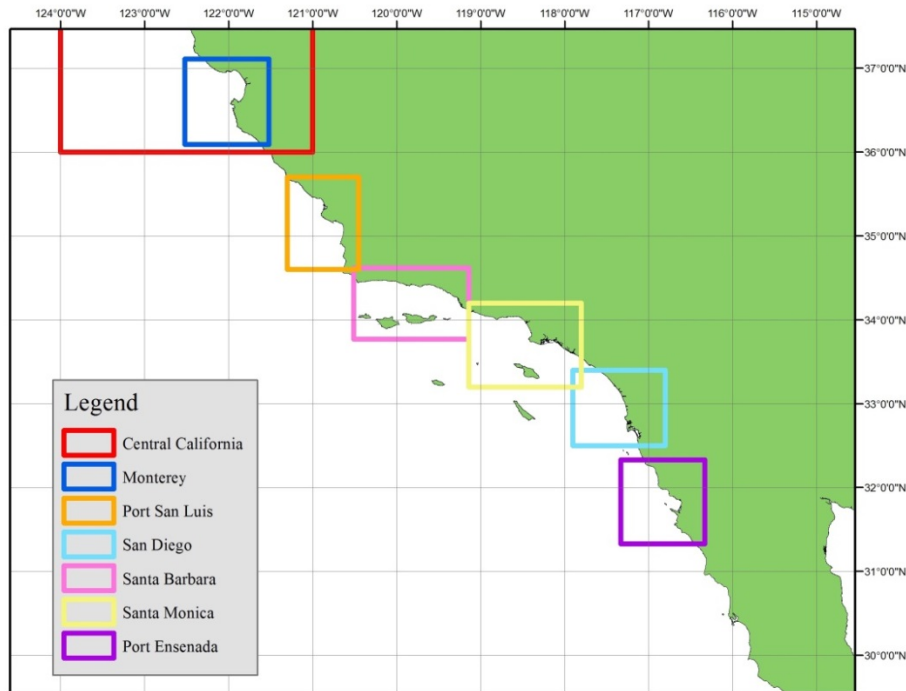 124°0'0"W 123°0'0"W 122°0'0"W 121°0'0"W 120°0'0"W 119°0'0"W 118°0'0"W 117°0'0"W 116°0'0"W 115°0'0"W
37°0'0"N
36°0'0"N
35°0'0"N
34°0'0"N
33°0'0"N
32°0'0"N
31°0'0"N
30°0'0"N
Legend
Central California
Monterey
Port San Luis
San Diego
Santa Barbara
Santa Monica
Port Ensenada